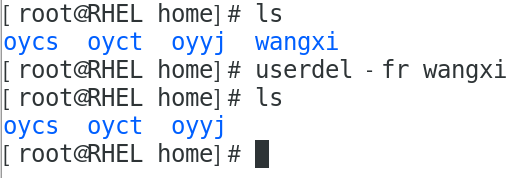 [root@RHEL home]# ls
oycs  oyct  oyyj  wangxi
[root@RHEL home]# userdel -fr wangxi
[root@RHEL home]# ls
oycs  oyct  oyyj
[root@RHEL home]#